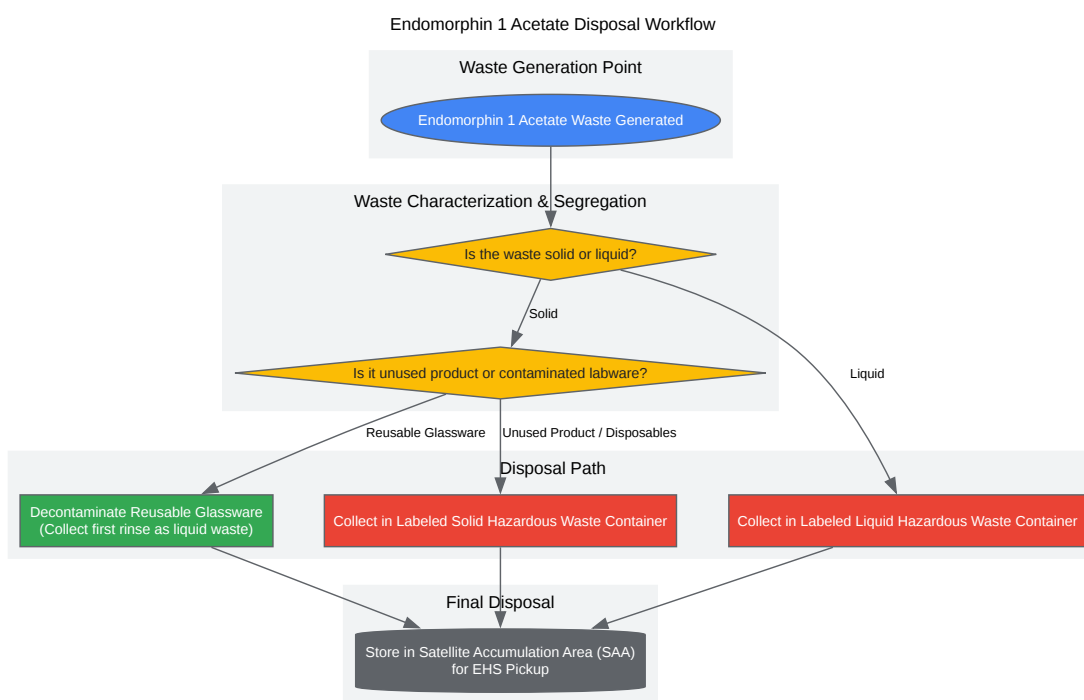 Endomorphin 1 Acetate Disposal Workflow
Waste Generation Point
Endomorphin 1 Acetate Waste Generated
Waste Characterization & Segregation
Is the waste solid or liquid?
Solid
Is it unused product or contaminated labware?
Liquid
Reusable Glassware
Unused Product / Disposables
Disposal Path
Decontaminate Reusable Glassware
(Collect first rinse as liquid waste)
Collect in Labeled Solid Hazardous Waste Container
Collect in Labeled Liquid Hazardous Waste Container
Final Disposal
Store in Satellite Accumulation Area (SAA)
for EHS Pickup